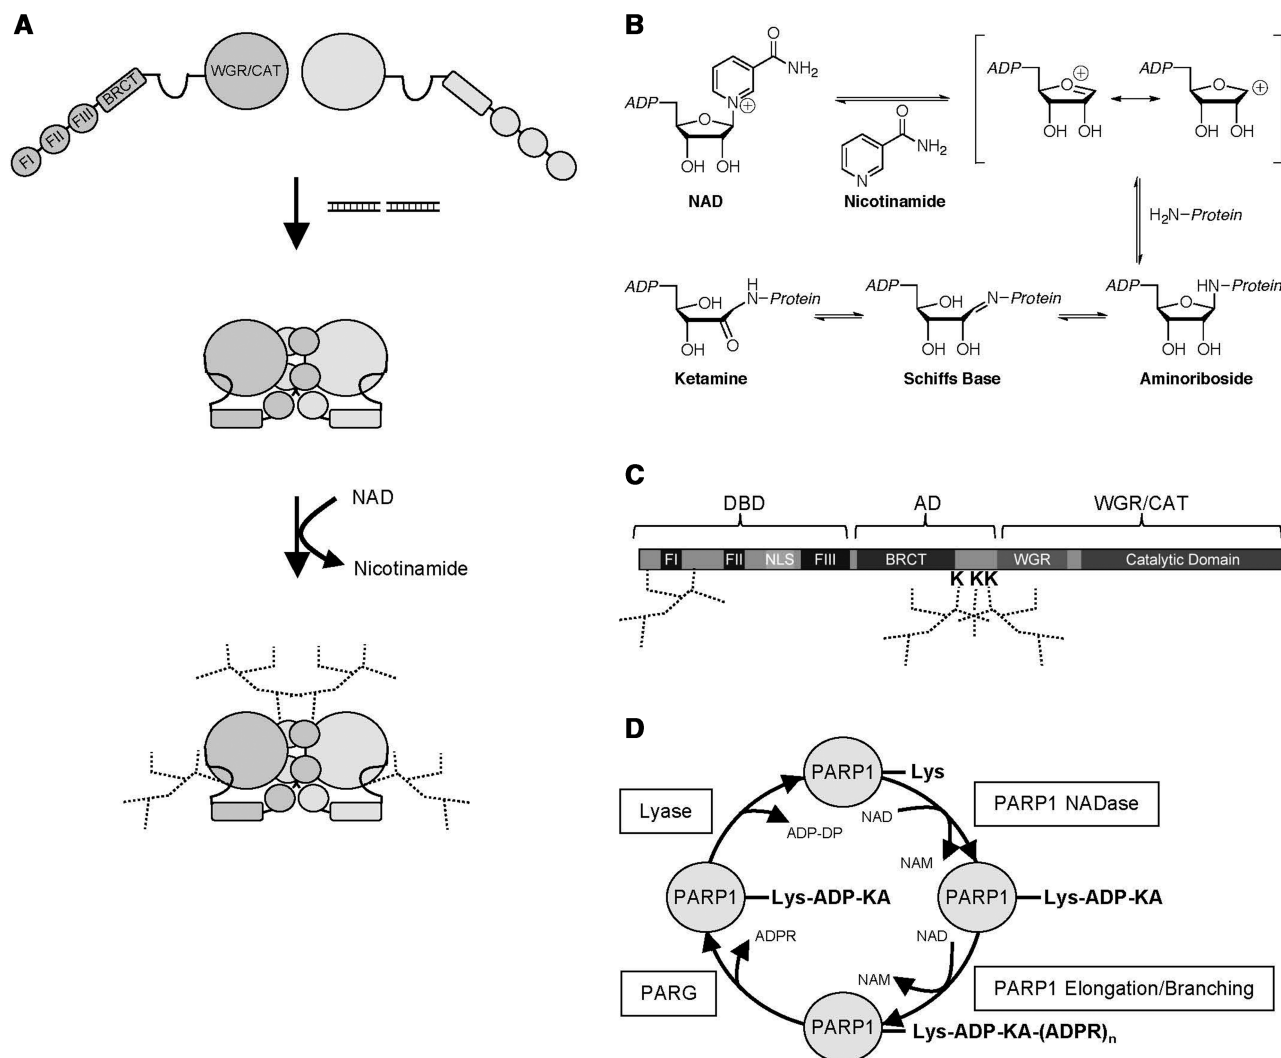 A
WGR/CAT
BRCT
FIII
FII
FI
NAD
Nicotinamide
B
O
NH₂
ADP
N
⊕
O
OH OH
NAD
O
NH₂
N
Nicotinamide
ADP
⊕
O
OH OH
ADP
O
⊕
OH OH
H₂N–Protein
ADP
OH
H
N–Protein
OH O
Ketamine
ADP
OH
N–Protein
OH OH
Schiffs Base
ADP
O
HN–Protein
OH OH
Aminoriboside
C
DBD AD WGR/CAT
FI FII NLS FIII BRCT WGR Catalytic Domain
K KK
D
PARP1 Lys
Lyase
ADP-DP
NAD
PARP1 NADase
NAM
PARP1 Lys-ADP-KA
PARP1 Lys-ADP-KA
ADPR
NAD
PARG
NAM
PARP1 Elongation/Branching
PARP1 Lys-ADP-KA-(ADPR)ₙ